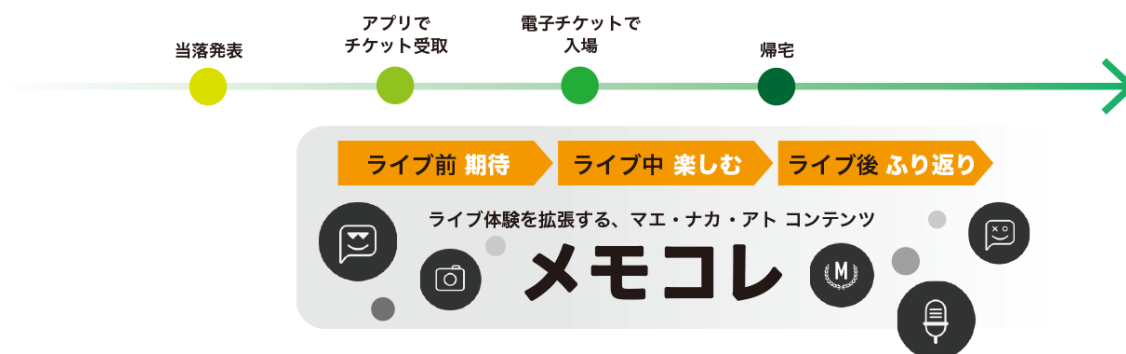 当落発表
アプリで
チケット受取
電子チケットで
入場
帰宅
ライブ前 期待
ライブ中 楽しむ
ライブ後 ふり返り
ライブ体験を拡張する、マエ・ナカ・アト コンテンツ
メモコレ
M